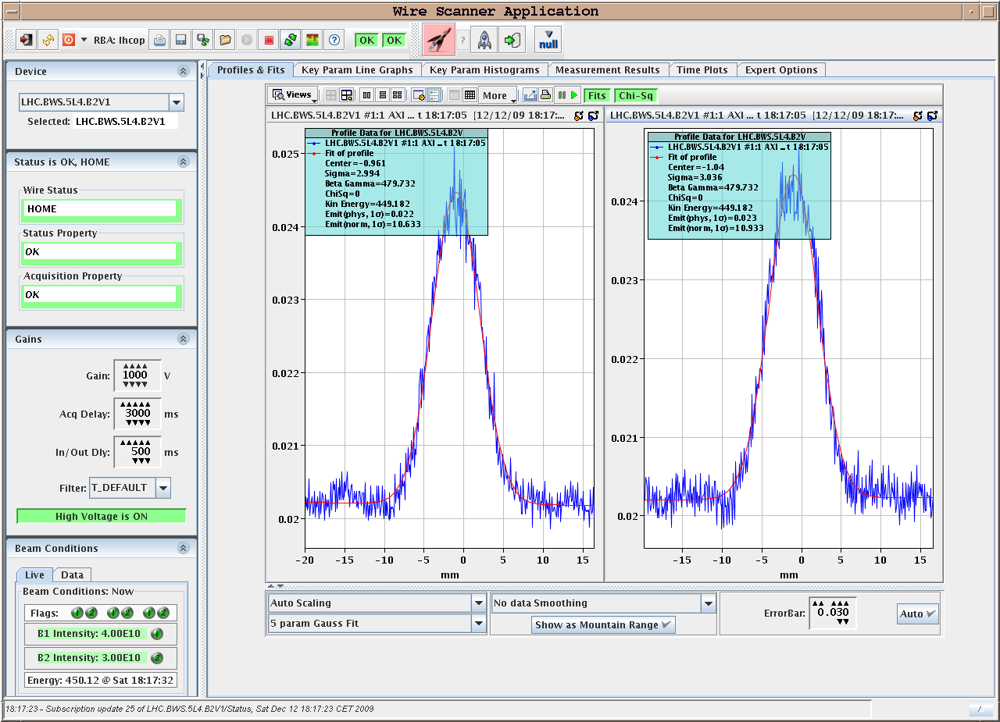 Wire Scanner Application
RBA: lhcop
OK OK
?
null
Device
LHC.BWS.5L4.B2V1
Selected: LHC.BWS.5L4.B2V1
Status is OK, HOME
Wire Status
HOME
Status Property
OK
Acquisition Property
OK
Gains
Gain: 1000 V
Acq Delay: 3000 ms
In/Out Dly: 500 ms
Filter: T_DEFAULT
High Voltage is ON
Beam Conditions
Live Data
Beam Conditions: Now
Flags: 1 2 1 2 1 2
B1 Intensity: 4.00E10 1
B2 Intensity: 3.00E10 2
Energy: 450.12 @ Sat 18:17:32
Profiles & Fits Key Param Line Graphs Key Param Histograms Measurement Results Time Plots Expert Options
Views More Fits Chi-Sq
LHC.BWS.5L4.B2V1 #1:1 AXI ... t 18:17:05 [12/12/09 18:17:...
Profile Data for LHC.BWS.5L4.B2V
LHC.BWS.5L4.B2V1 #1:1 AXI ...t 18:17:05
Fit of profile
Center=-0.961
Sigma=2.994
Beta Gamma=479.732
ChiSq=0
Kin Energy=449.182
Emit(phys, 1σ)=0.022
Emit(norm, 1σ)=10.633
0.025
0.024
0.023
0.022
0.021
0.02
-20 -15 -10 -5 0 5 10 15
mm
LHC.BWS.5L4.B2V1 #1:1 AXI ... t 18:17:05 [12/12/09 18:17:...
Profile Data for LHC.BWS.5L4.B2V
LHC.BWS.5L4.B2V1 #1:1 AXI ...t 18:17:05
Fit of profile
Center=-1.04
Sigma=3.036
Beta Gamma=479.732
ChiSq=0
Kin Energy=449.182
Emit(phys, 1σ)=0.023
Emit(norm, 1σ)=10.933
0.024
0.023
0.022
0.021
0.02
-15 -10 -5 0 5 10 15
mm
Auto Scaling
5 param Gauss Fit
No data Smoothing
Show as Mountain Range
ErrorBar: 0.030
Auto
18:17:23 - Subscription update 25 of LHC.BWS.5L4.B2V1/Status, Sat Dec 12 18:17:23 CET 2009